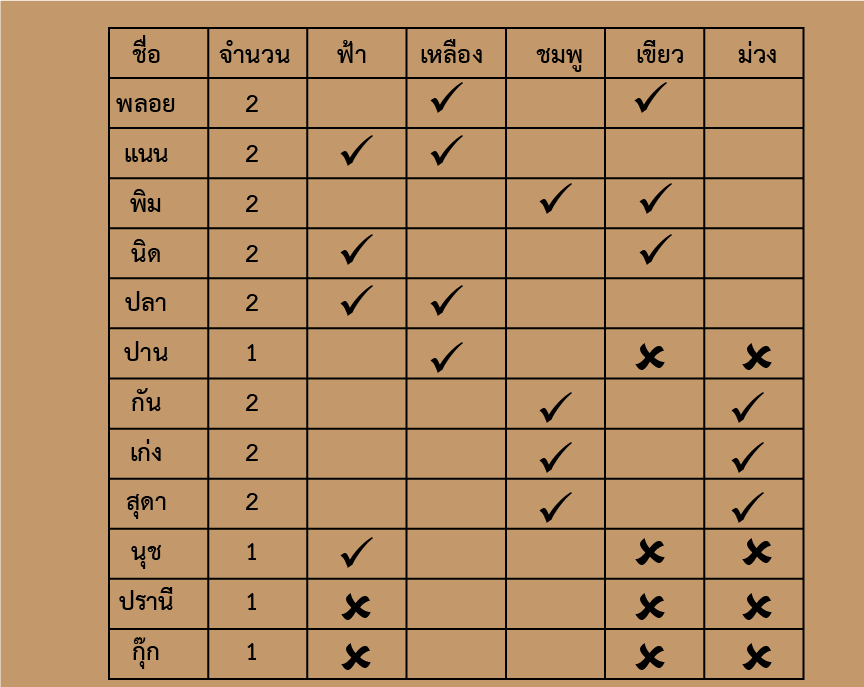 ชื่อ จำนวน ฟ้า เหลือง ชมพู เขียว ม่วง
พลอย 2 ✓ ✓
แนน 2 ✓ ✓
พิม 2 ✓ ✓
นิด 2 ✓ ✓
ปลา 2 ✓ ✓
ปาน 1 ✓ ✘ ✘
กัน 2 ✓ ✓
เก่ง 2 ✓ ✓
สุดา 2 ✓ ✓
นุช 1 ✓ ✘ ✘
ปรานี 1 ✘ ✘ ✘
กุ๊ก 1 ✘ ✘ ✘